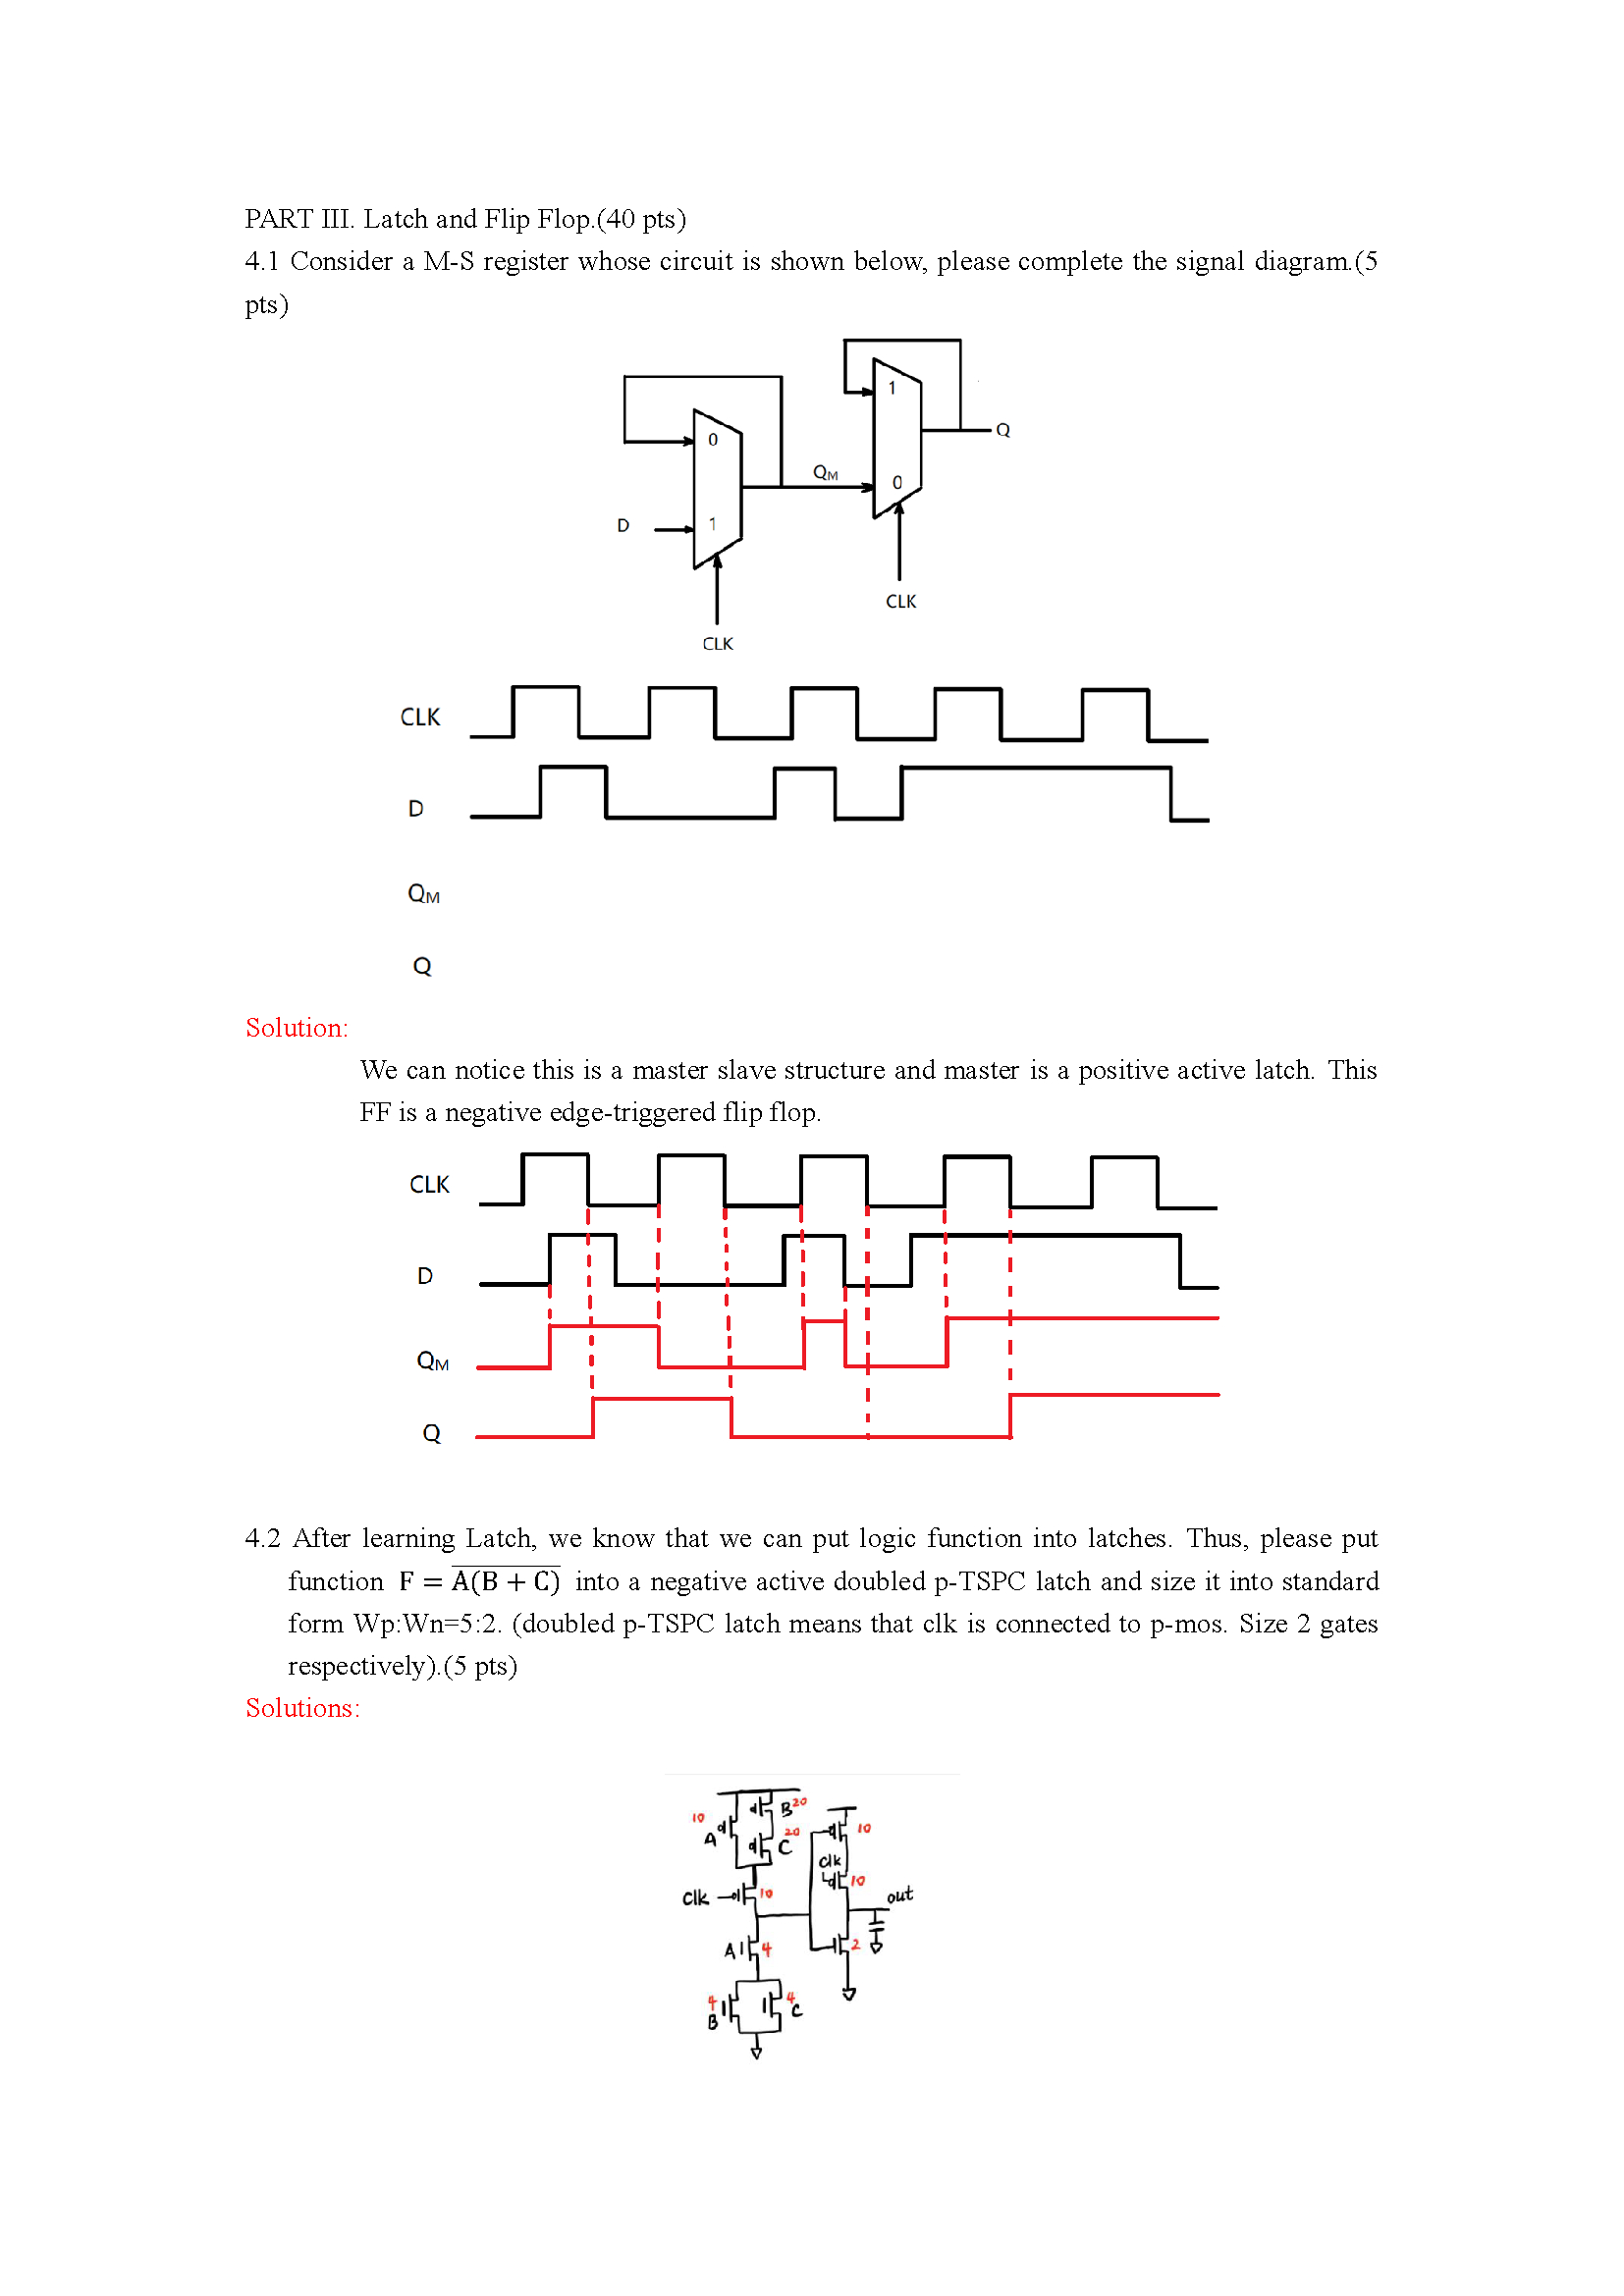 PART III. Latch and Flip Flop.(40 pts)
4.1 Consider a M-S register whose circuit is shown below, please complete the signal diagram.(5
pts)
1
Q
0
QM
0
D
1
CLK
CLK
CLK
D
QM
Q
Solution:
We can notice this is a master slave structure and master is a positive active latch. This
FF is a negative edge-triggered flip flop.
CLK
D
QM
Q
4.2 After learning Latch, we know that we can put logic function into latches. Thus, please put
function F = \overline{A(B + C)} into a negative active doubled p-TSPC latch and size it into standard
form Wp:Wn=5:2. (doubled p-TSPC latch means that clk is connected to p-mos. Size 2 gates
respectively).(5 pts)
Solutions:
10 B 20
A 20 C 10
clk
clk 10 10 out
A 4 2
4 4
B C